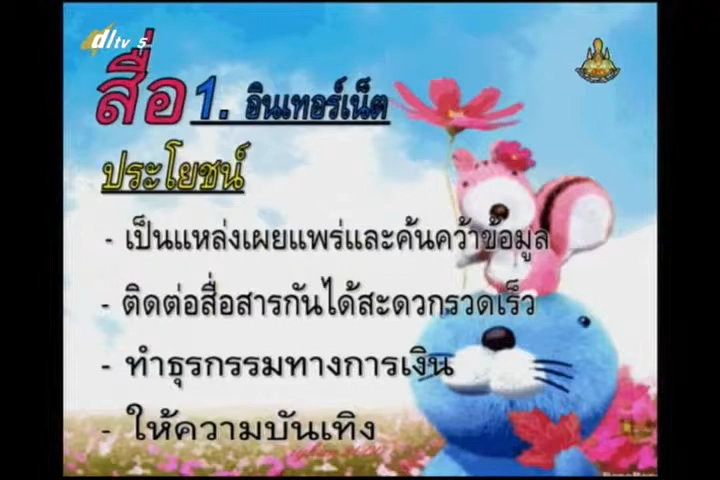 dltv 5
สื่อ 1. อินเทอร์เน็ต
ประโยชน์
- เป็นแหล่งเผยแพร่และค้นคว้าข้อมูล
- ติดต่อสื่อสารกันได้สะดวกรวดเร็ว
- ทำธุรกรรมทางการเงิน
- ให้ความบันเทิง